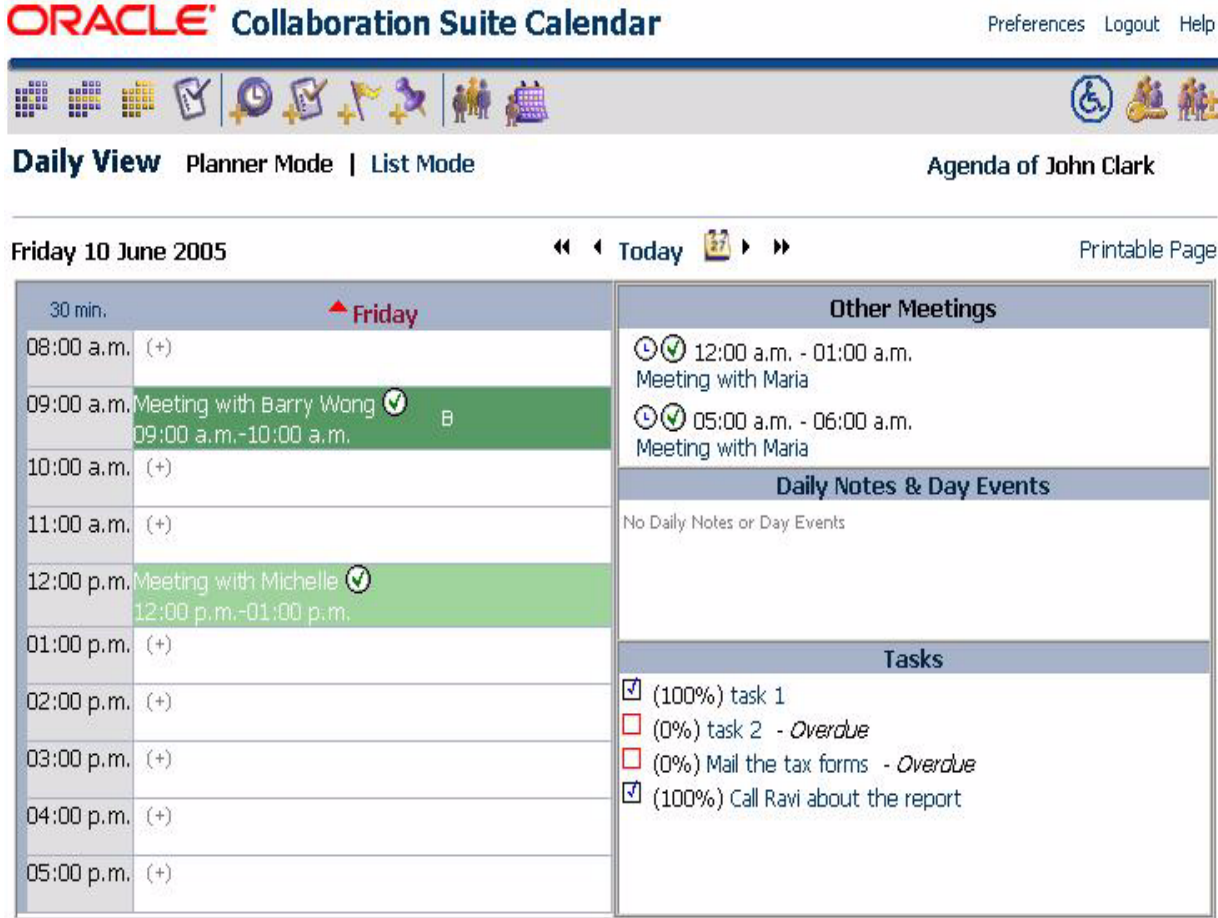 ORACLE Collaboration Suite Calendar
Preferences Logout Help
Daily View Planner Mode | List Mode
Agenda of John Clark
Friday 10 June 2005
Today
Printable Page
30 min.
Friday
08:00 a.m. (+)
09:00 a.m. Meeting with Barry Wong B
09:00 a.m.-10:00 a.m.
10:00 a.m. (+)
11:00 a.m. (+)
12:00 p.m. Meeting with Michelle
12:00 p.m.-01:00 p.m.
01:00 p.m. (+)
02:00 p.m. (+)
03:00 p.m. (+)
04:00 p.m. (+)
05:00 p.m. (+)
Other Meetings
12:00 a.m. - 01:00 a.m.
Meeting with Maria
05:00 a.m. - 06:00 a.m.
Meeting with Maria
Daily Notes & Day Events
No Daily Notes or Day Events
Tasks
(100%) task 1
(0%) task 2 - Overdue
(0%) Mail the tax forms - Overdue
(100%) Call Ravi about the report